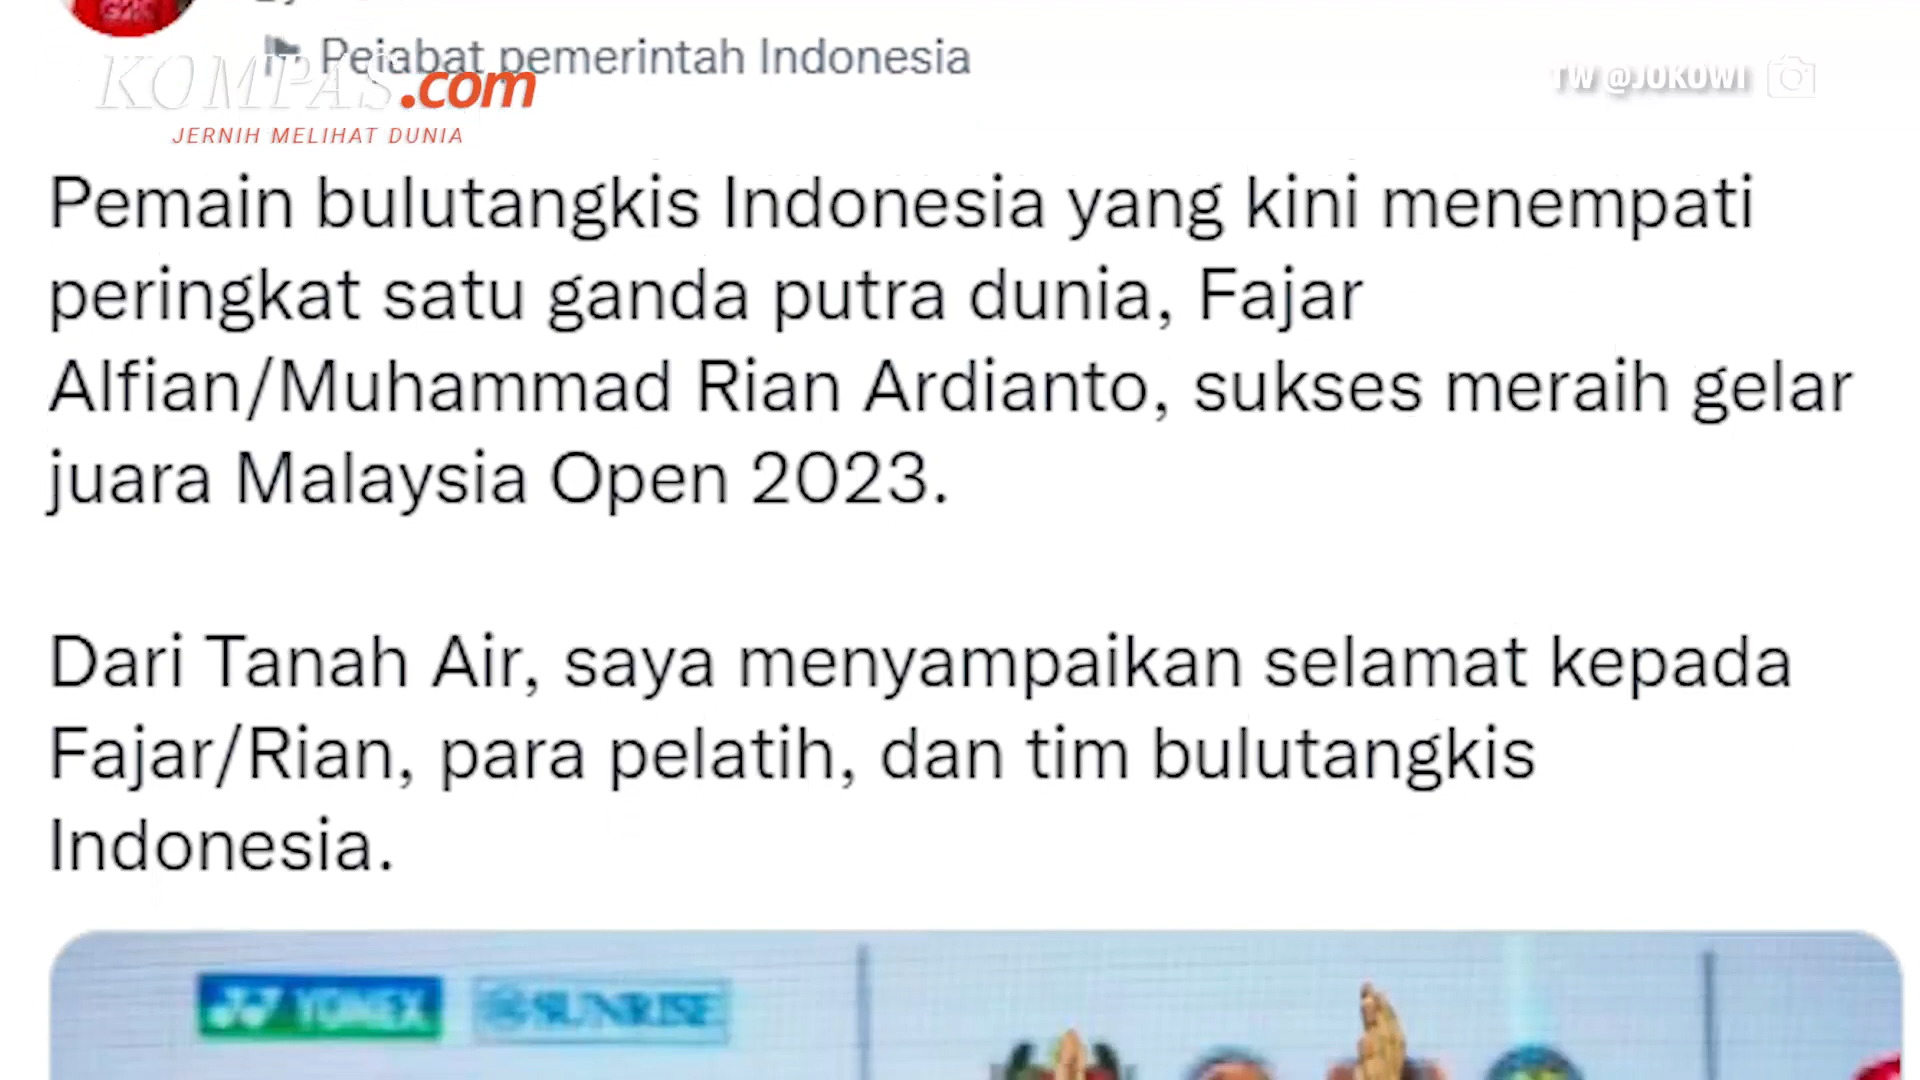 Pejabat pemerintah Indonesia
KOMPAS.com
JERNIH MELIHAT DUNIA
TW @JOKOWI
Pemain bulutangkis Indonesia yang kini menempati
peringkat satu ganda putra dunia, Fajar
Alfian/Muhammad Rian Ardianto, sukses meraih gelar
juara Malaysia Open 2023.
Dari Tanah Air, saya menyampaikan selamat kepada
Fajar/Rian, para pelatih, dan tim bulutangkis
Indonesia.
YONEX
SUNRISE